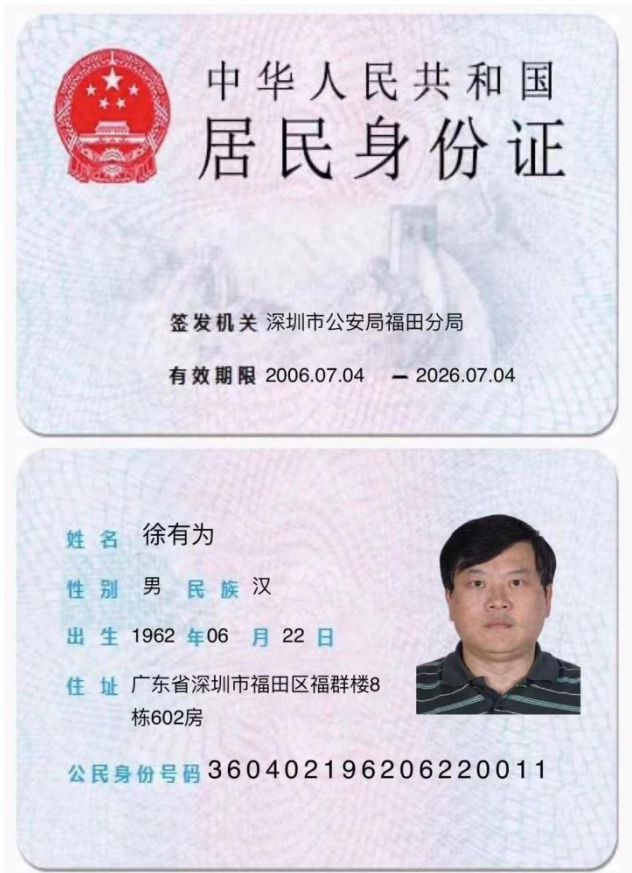 中华人民共和国
居民身份证
签发机关 深圳市公安局福田分局
有效期限 2006.07.04 — 2026.07.04
姓名 徐有为
性别 男 民族 汉
出生 1962 年06 月 22 日
住址 广东省深圳市福田区福群楼8
栋602房
公民身份号码 360402196206220011